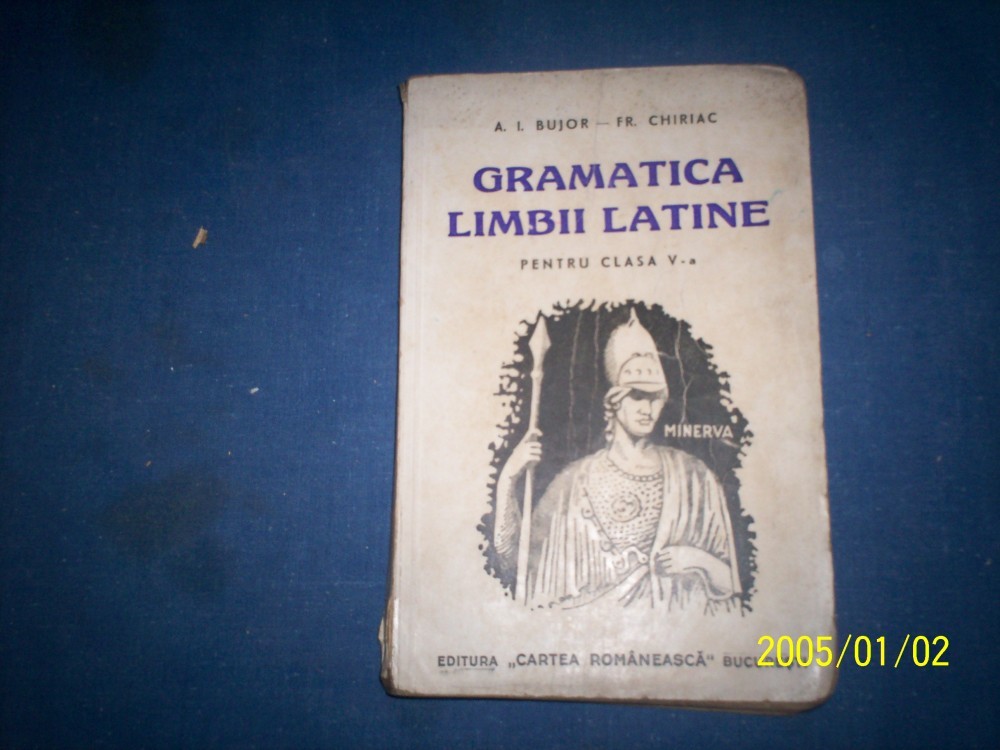 A. I. BUJOR — FR. CHIRIAC
GRAMATICA
LIMBII LATINE
PENTRU CLASA V-a
MINERVA
EDITURA „CARTEA ROMÂNEASCĂ"
2005/01/02